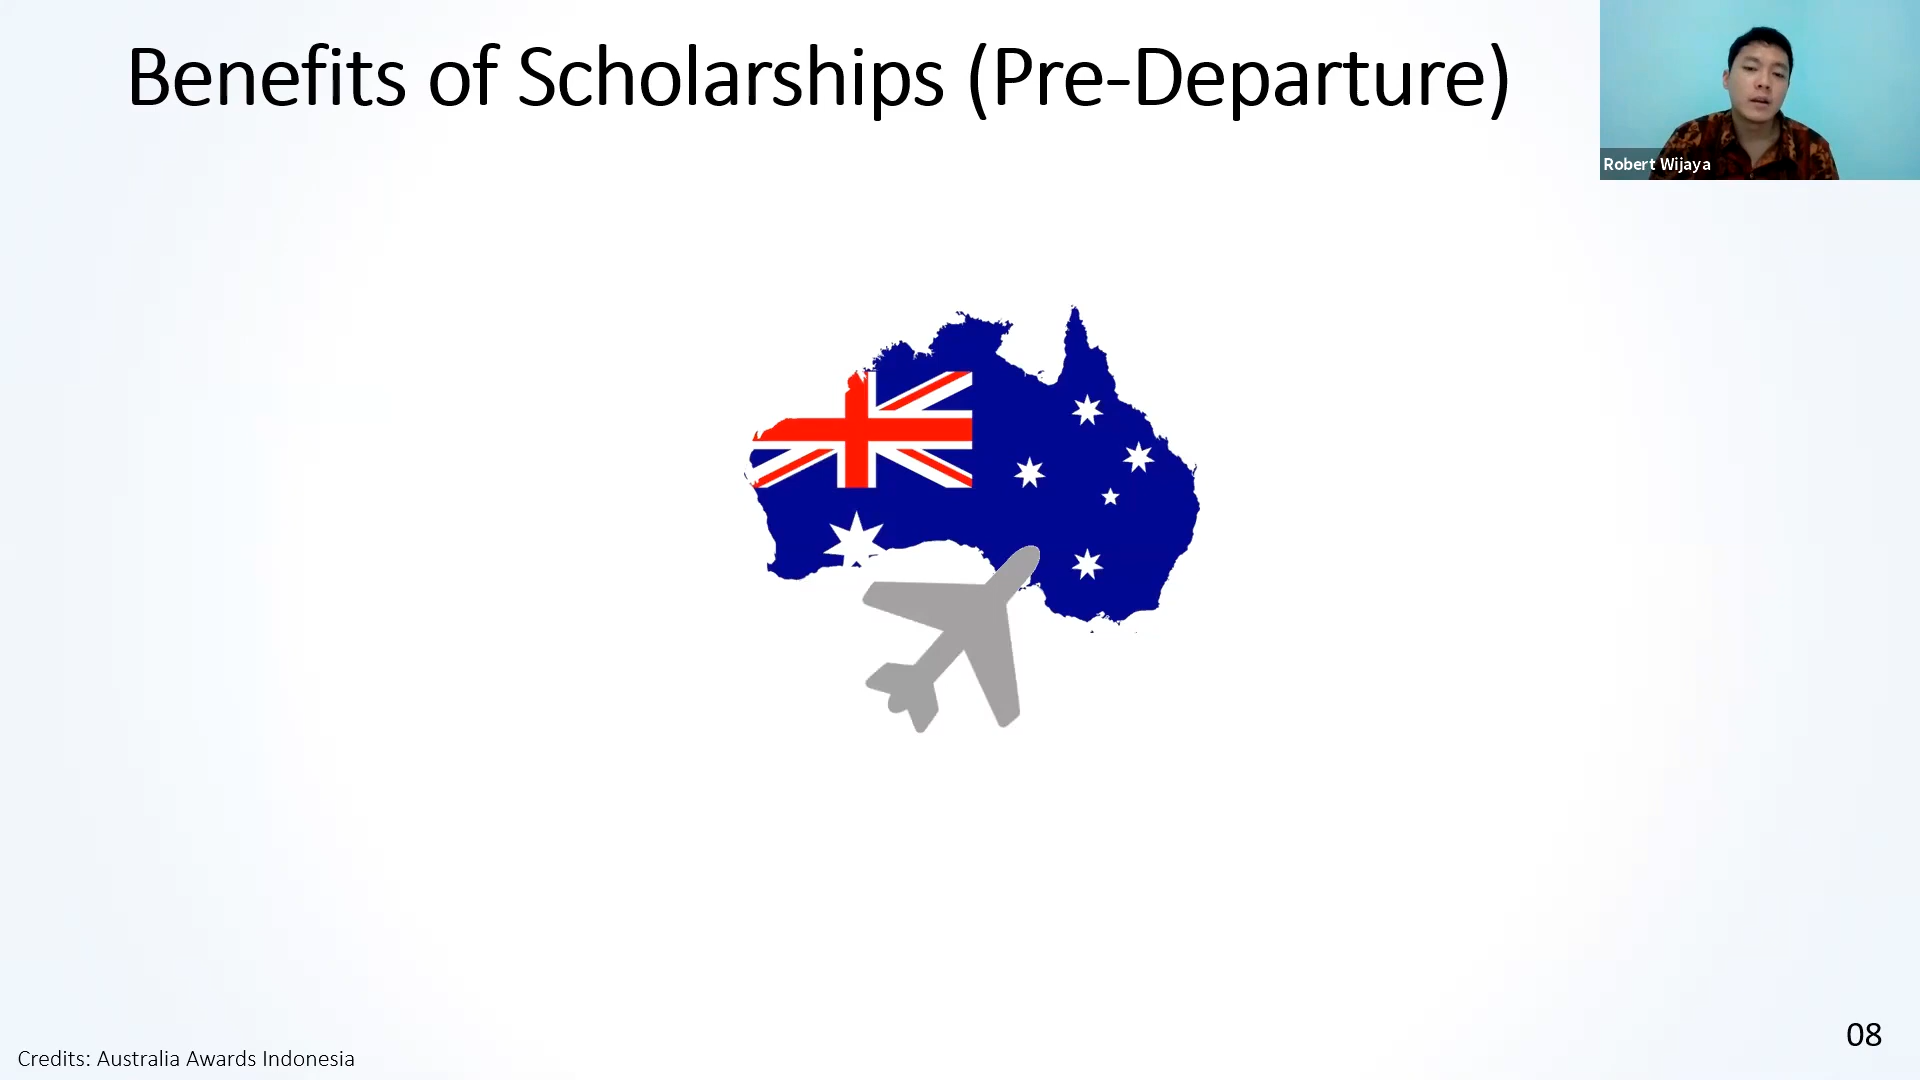 Benefits of Scholarships (Pre-Departure)
Robert Wijaya
08
Credits: Australia Awards Indonesia